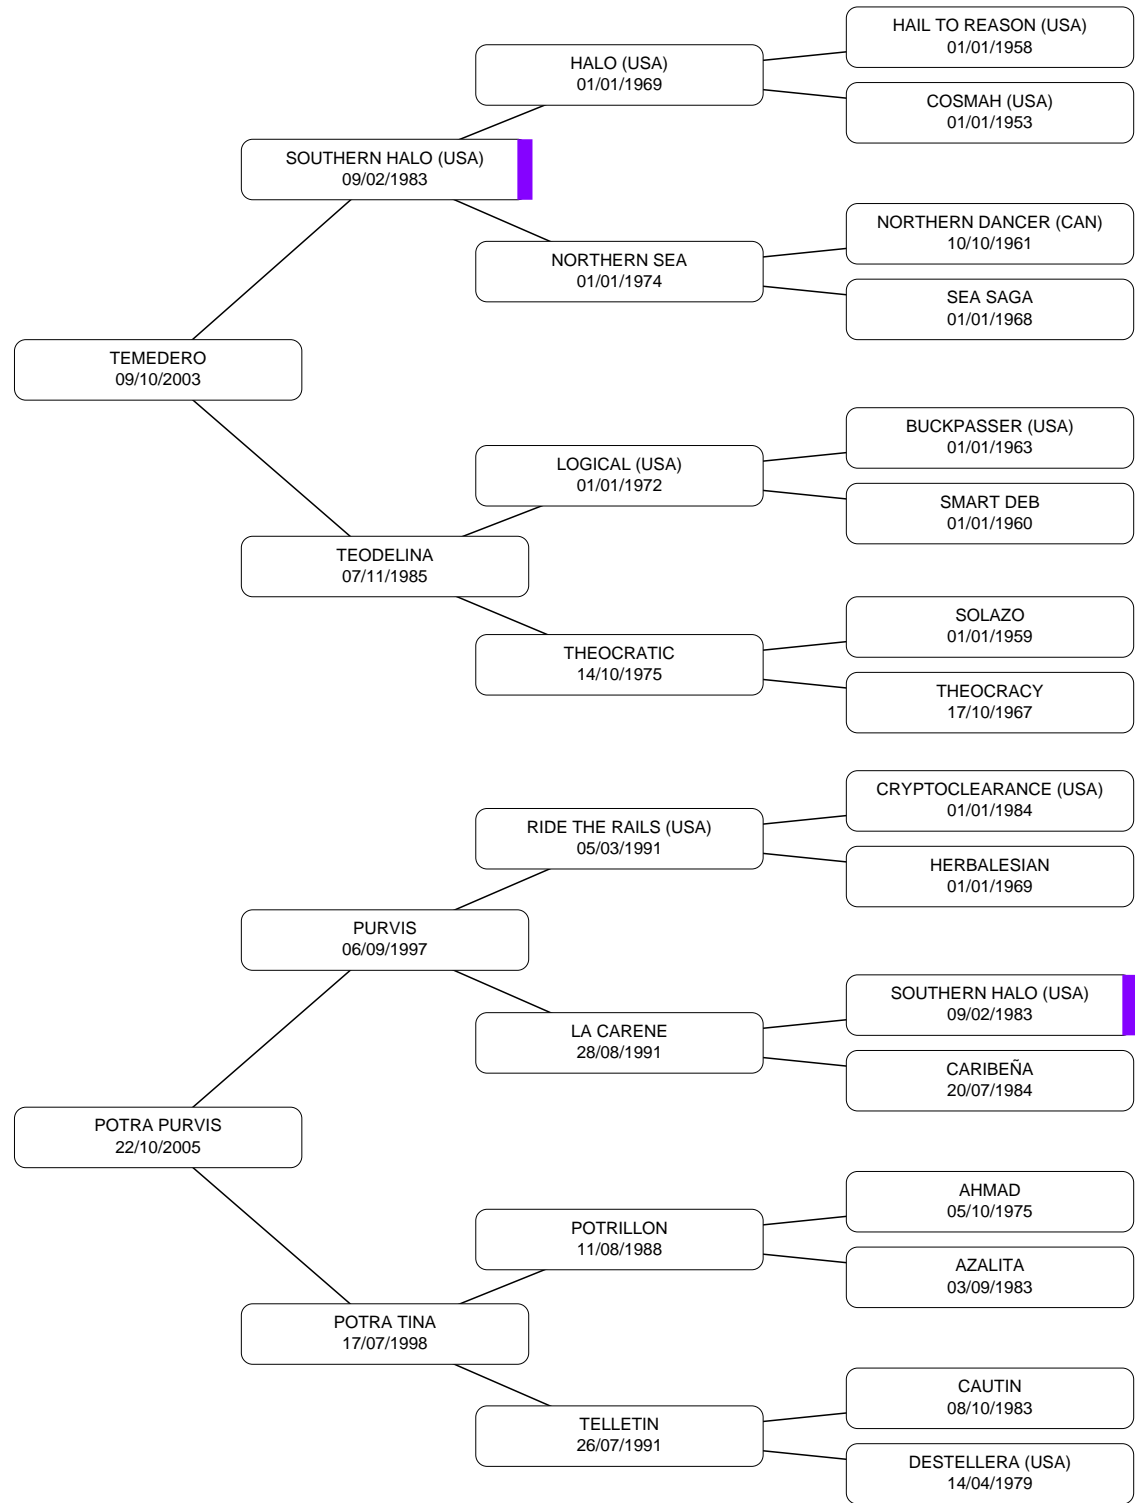 HAIL TO REASON (USA)
01/01/1958
HALO (USA)
01/01/1969
COSMAH (USA)
01/01/1953
SOUTHERN HALO (USA)
09/02/1983
NORTHERN DANCER (CAN)
10/10/1961
NORTHERN SEA
01/01/1974
SEA SAGA
01/01/1968
TEMEDERO
09/10/2003
BUCKPASSER (USA)
01/01/1963
LOGICAL (USA)
01/01/1972
SMART DEB
01/01/1960
TEODELINA
07/11/1985
SOLAZO
01/01/1959
THEOCRATIC
14/10/1975
THEOCRACY
17/10/1967
CRYPTOCLEARANCE (USA)
01/01/1984
RIDE THE RAILS (USA)
05/03/1991
HERBALESIAN
01/01/1969
PURVIS
06/09/1997
SOUTHERN HALO (USA)
09/02/1983
LA CARENE
28/08/1991
CARIBEÑA
20/07/1984
POTRA PURVIS
22/10/2005
AHMAD
05/10/1975
POTRILLON
11/08/1988
AZALITA
03/09/1983
POTRA TINA
17/07/1998
CAUTIN
08/10/1983
TELLETIN
26/07/1991
DESTELLERA (USA)
14/04/1979